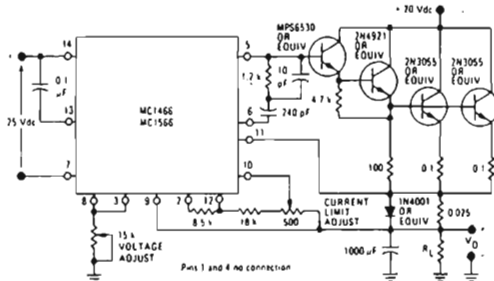 + 20 Vdc
MPS6530
OR
EQUIV
2N4921
OR
EQUIV
2N3055
OR
EQUIV
2N3055
OR
EQUIV
14
5
0.1
µF
MC1466
MC1566
1.2 k
10
pF
4.7 k
13
6
240 pF
25 Vdc
11
7
10
100
0.1
0.1
8
3
9
2
12
8.5 k
18 k
500
CURRENT
LIMIT
ADJUST
1N4001
OR
EQUIV
0.025
15 k
VOLTAGE
ADJUST
1000 µF
RL
VO
Pins 1 and 4 no connection